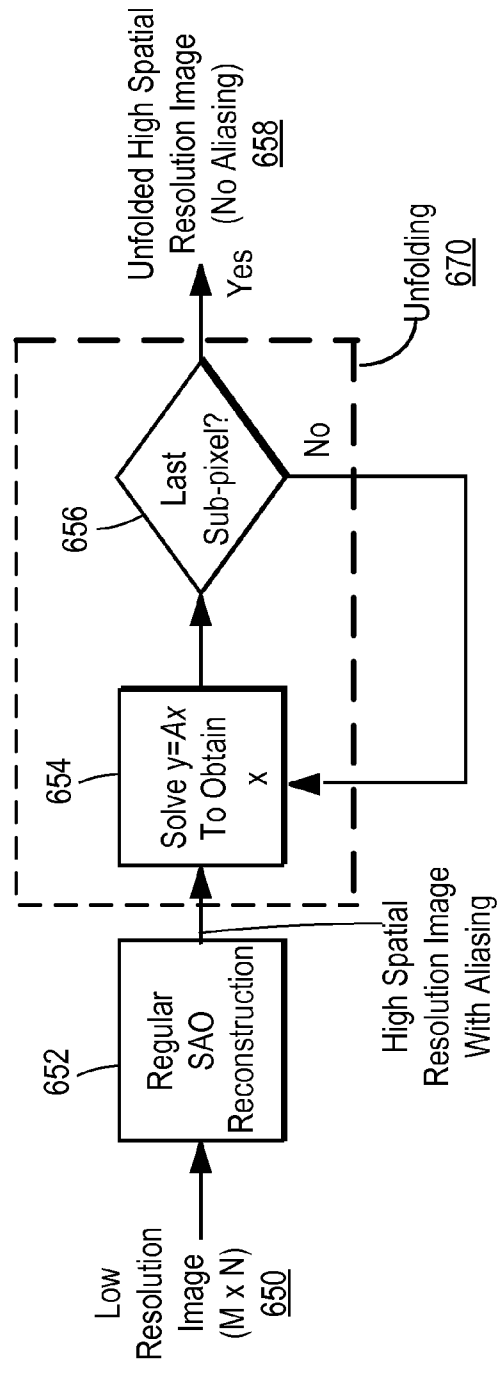 Low
Resolution
Image
(M x N)
650
652
Regular
SAO
Reconstruction
High Spatial
Resolution Image
With Aliasing
654
Solve y=Ax
To Obtain
x
656
Last
Sub-pixel?
No
Yes
Unfolding
670
Unfolded High Spatial
Resolution Image
(No Aliasing)
658